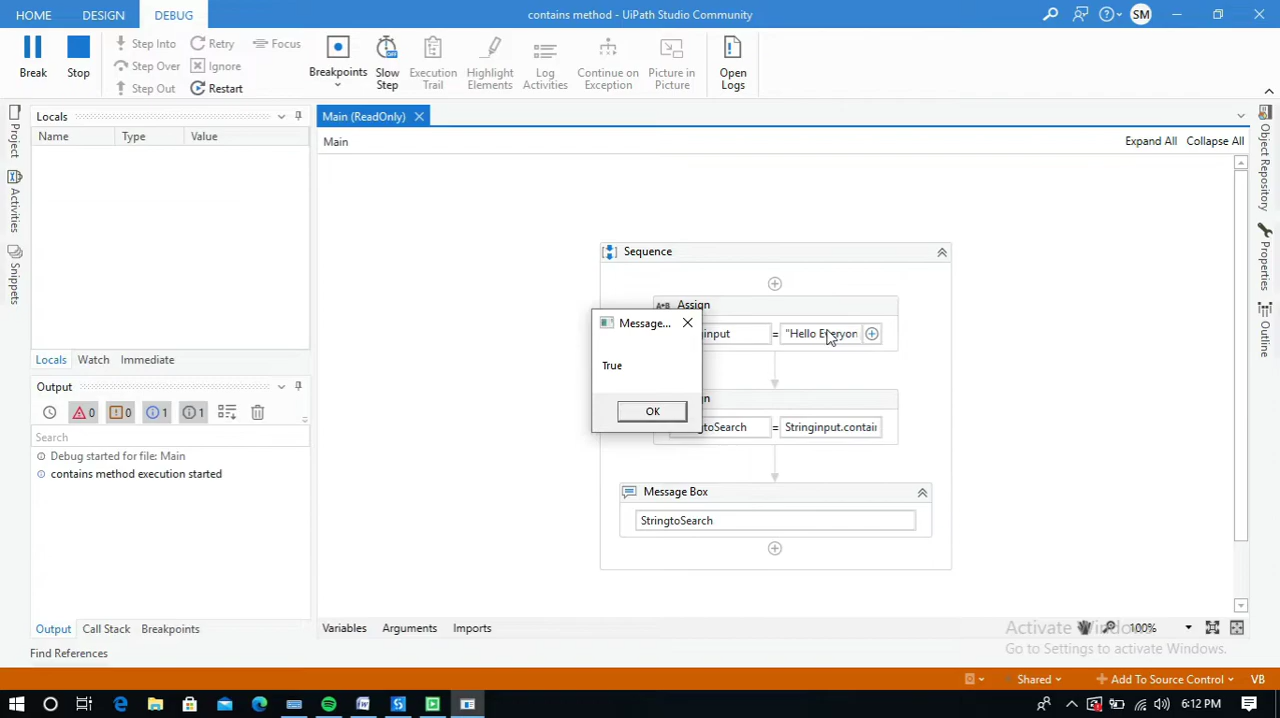 HOME DESIGN DEBUG contains method - UiPath Studio Community SM
Break
Stop
Step Into
Step Over
Step Out
Retry
Ignore
Restart
Focus
Breakpoints
Slow
Step
Execution
Trail
Highlight
Elements
Log
Activities
Continue on
Exception
Picture in
Picture
Open
Logs
Project
Activities
Snippets
Locals
Name Type Value
Locals Watch Immediate
Output
0 0 1 1
Search
Debug started for file: Main
contains method execution started
Output Call Stack Breakpoints
Find References
Main (ReadOnly)
Main Expand All Collapse All
Sequence
Assign
"Hello Everyon
=
Message...
True
OK
= Stringinput.contain
Message Box
StringtoSearch
Variables Arguments Imports
100%
Activate Windows
Go to Settings to activate Windows.
Object Repository
Properties
Outline
Shared Add To Source Control VB
6:12 PM